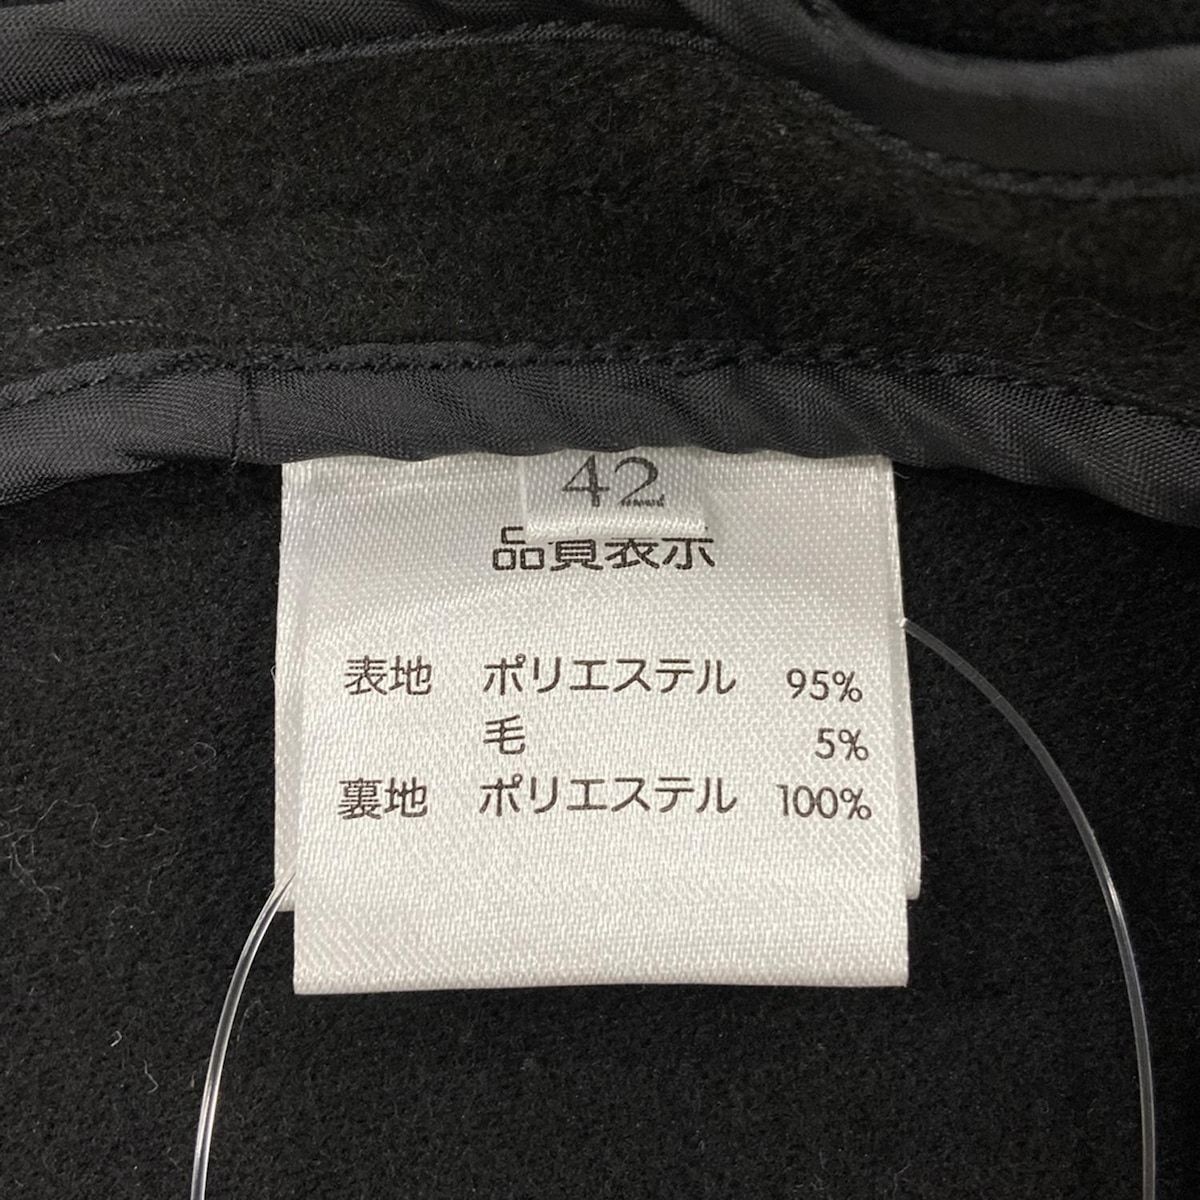 42
品質表示
表地 ポリエステル 95%
毛 5%
裏地 ポリエステル 100%